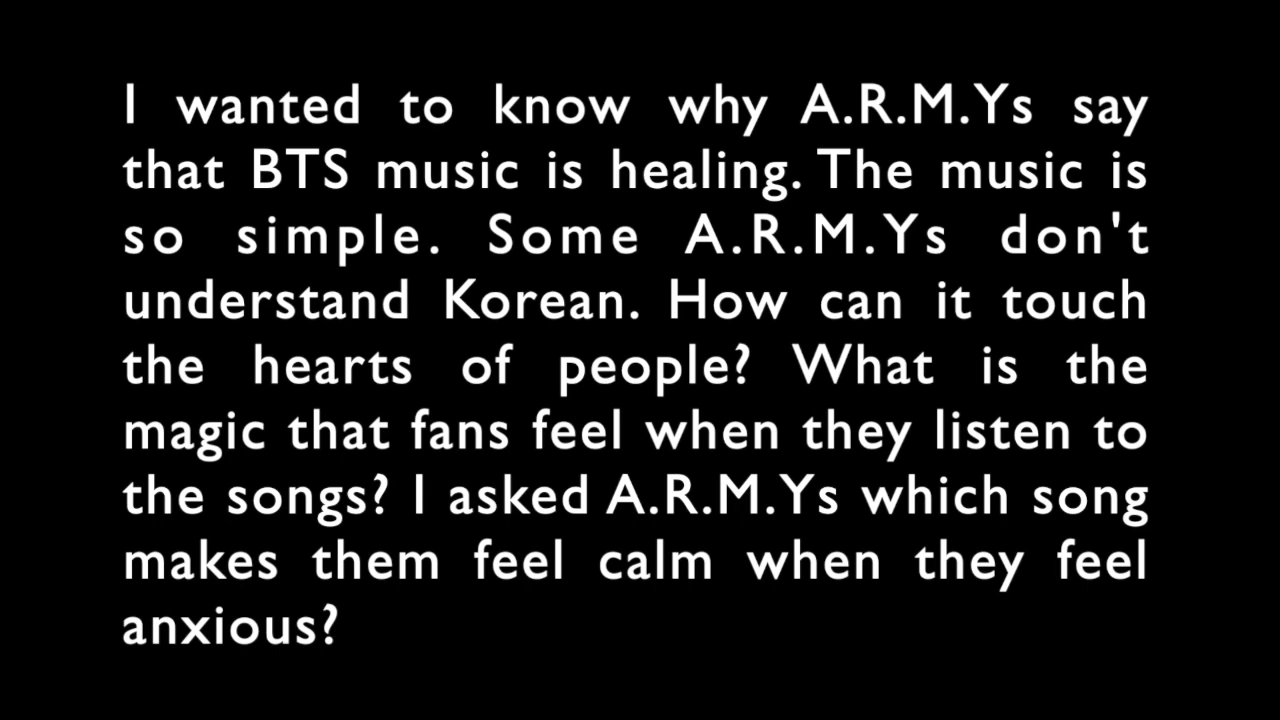 I wanted to know why A.R.M.Ys say
that BTS music is healing. The music is
so simple. Some A.R.M.Ys don't
understand Korean. How can it touch
the hearts of people? What is the
magic that fans feel when they listen to
the songs? I asked A.R.M.Ys which song
makes them feel calm when they feel
anxious?